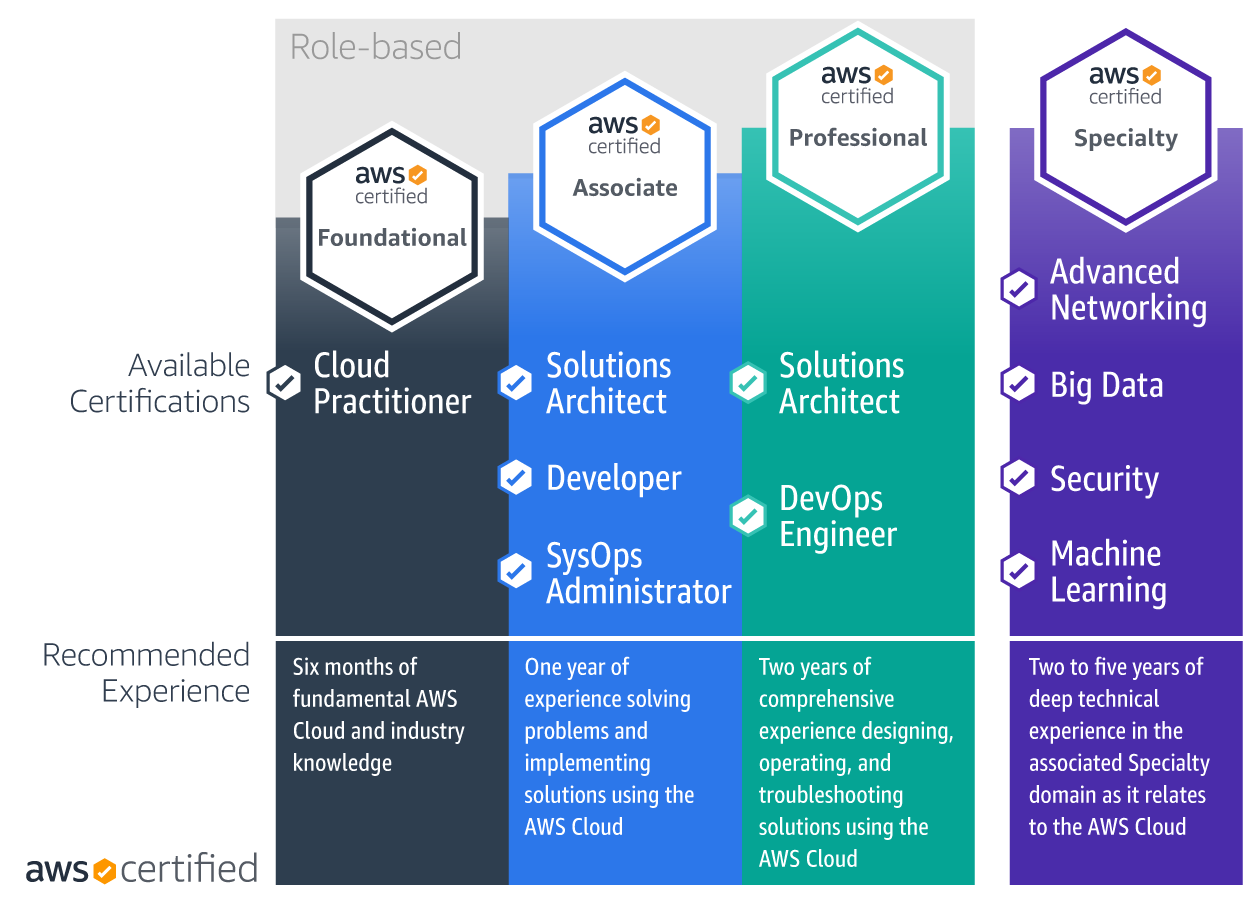 Role-based
aws
certified
Foundational
aws
certified
Associate
aws
certified
Professional
aws
certified
Specialty
Available
Certifications
Cloud
Practitioner
Solutions
Architect
Developer
SysOps
Administrator
Solutions
Architect
DevOps
Engineer
Advanced
Networking
Big Data
Security
Machine
Learning
Recommended
Experience
Six months of
fundamental AWS
Cloud and industry
knowledge
One year of
experience solving
problems and
implementing
solutions using the
AWS Cloud
Two years of
comprehensive
experience designing,
operating, and
troubleshooting
solutions using the
AWS Cloud
Two to five years of
deep technical
experience in the
associated Specialty
domain as it relates
to the AWS Cloud
aws certified